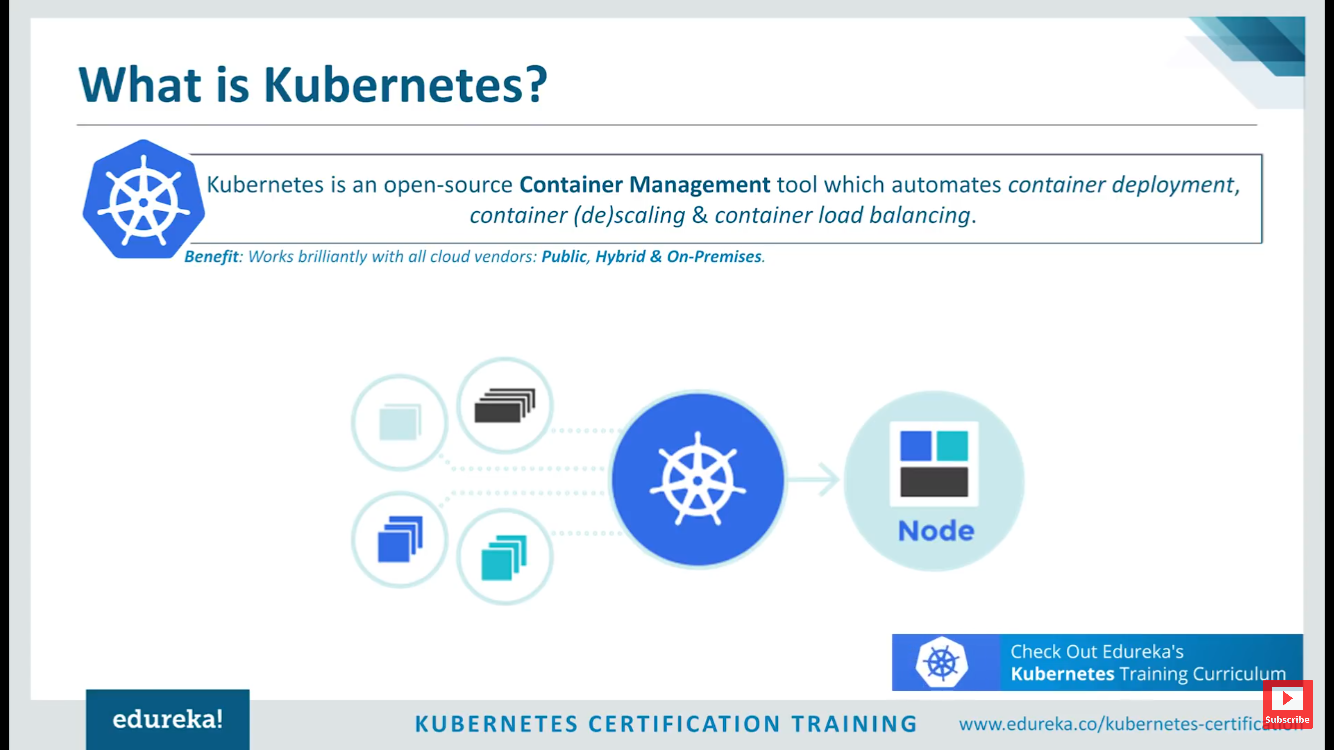 What is Kubernetes?
Kubernetes is an open-source Container Management tool which automates container deployment,
container (de)scaling & container load balancing.
Benefit: Works brilliantly with all cloud vendors: Public, Hybrid & On-Premises.
Node
Check Out Edureka's
Kubernetes Training Curriculum
edureka!
KUBERNETES CERTIFICATION TRAINING
www.edureka.co/kubernetes-certification
Subscribe